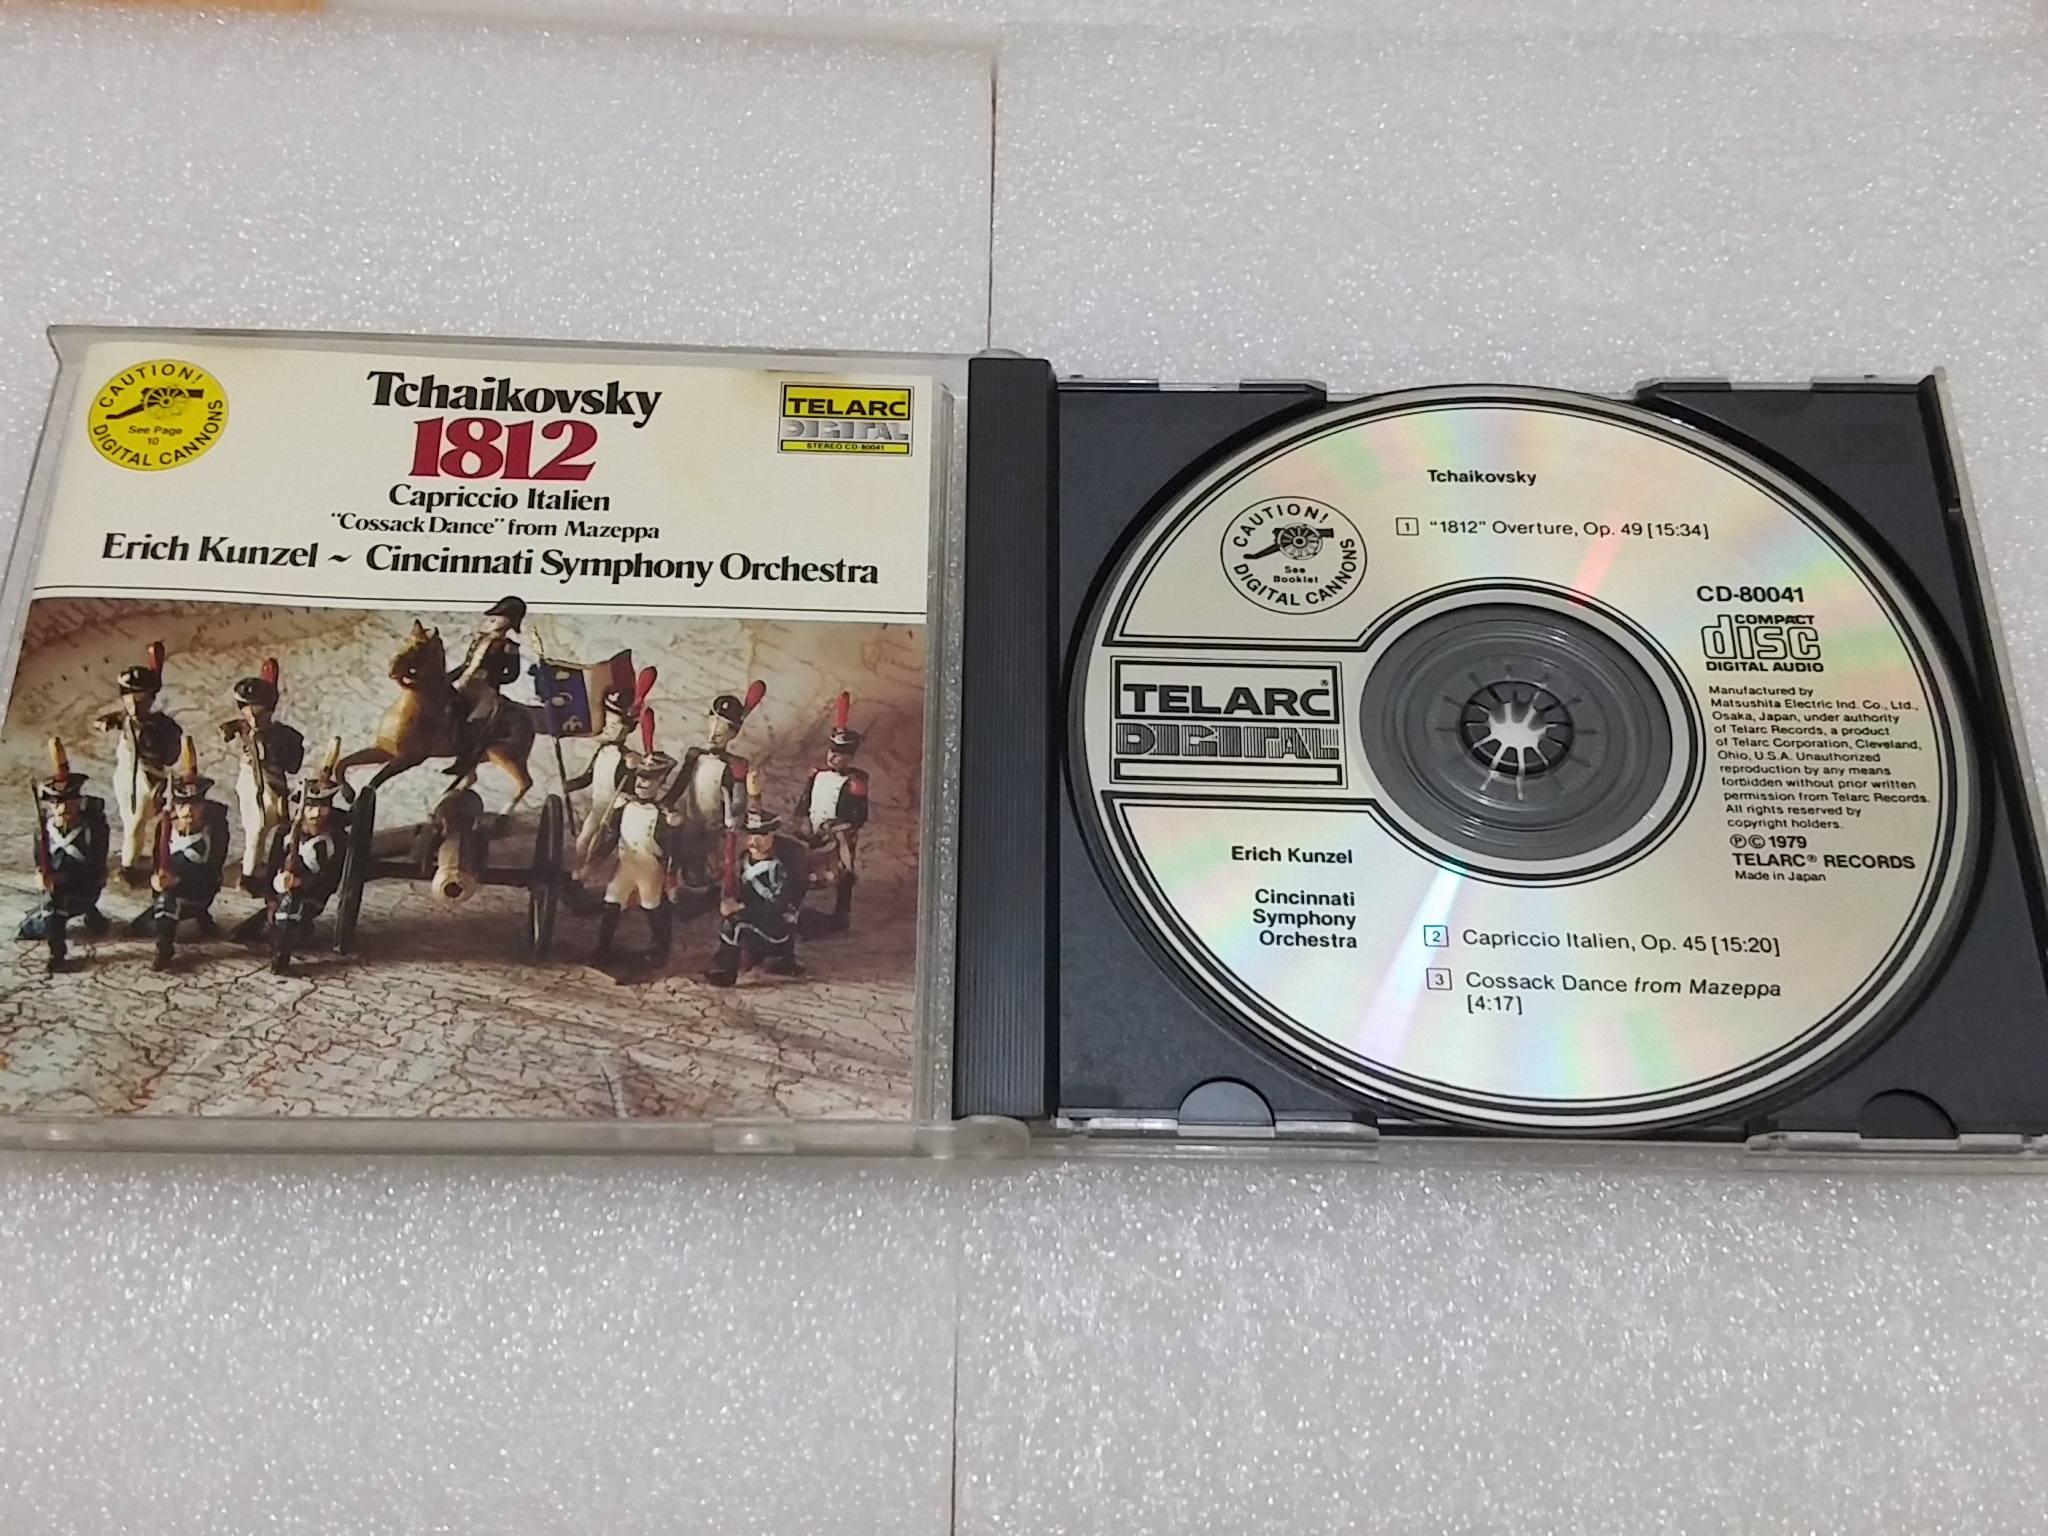 CAUTION!
See Page
10
DIGITAL CANNONS
Tchaikovsky
1812
Capriccio Italien
“Cossack Dance” from Mazeppa
Erich Kunzel ~ Cincinnati Symphony Orchestra
TELARC®
DIGITAL
STEREO CD-80041
Tchaikovsky
1 “1812” Overture, Op. 49 [15:34]
CAUTION!
See
Booklet
DIGITAL CANNONS
TELARC®
DIGITAL
CD-80041
COMPACT
disc
DIGITAL AUDIO
Manufactured by
Matsushita Electric Ind. Co., Ltd.,
Osaka, Japan, under authority
of Telarc Records, a product
of Telarc Corporation, Cleveland,
Ohio, U.S.A. Unauthorized
reproduction by any means
forbidden without prior written
permission from Telarc Records.
All rights reserved by
copyright holders.
Ⓟ © 1979
TELARC® RECORDS
Made in Japan
Erich Kunzel
Cincinnati
Symphony
Orchestra
2 Capriccio Italien, Op. 45 [15:20]
3 Cossack Dance from Mazeppa
[4:17]